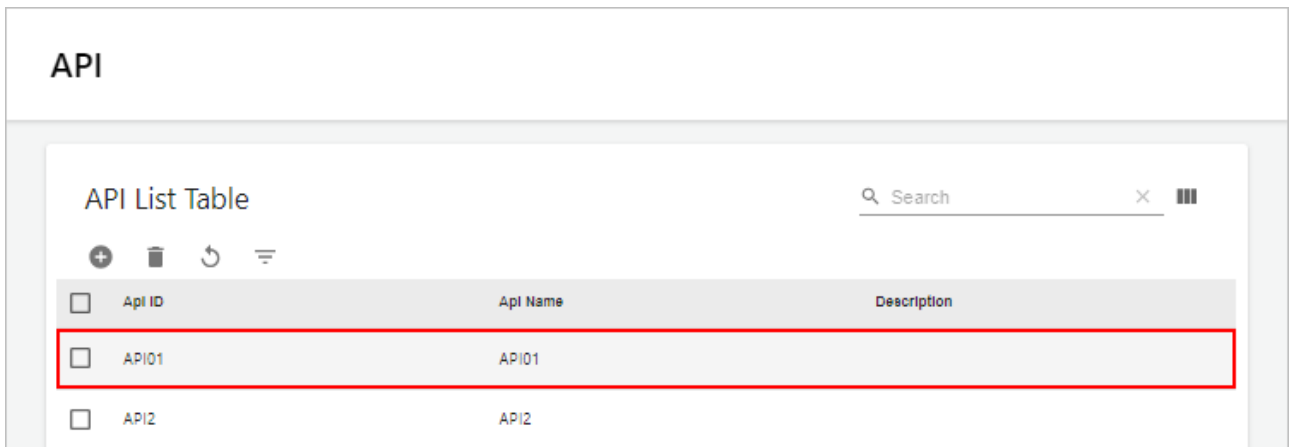 API
API List Table
Search
Api ID Api Name Description
API01 API01
API2 API2